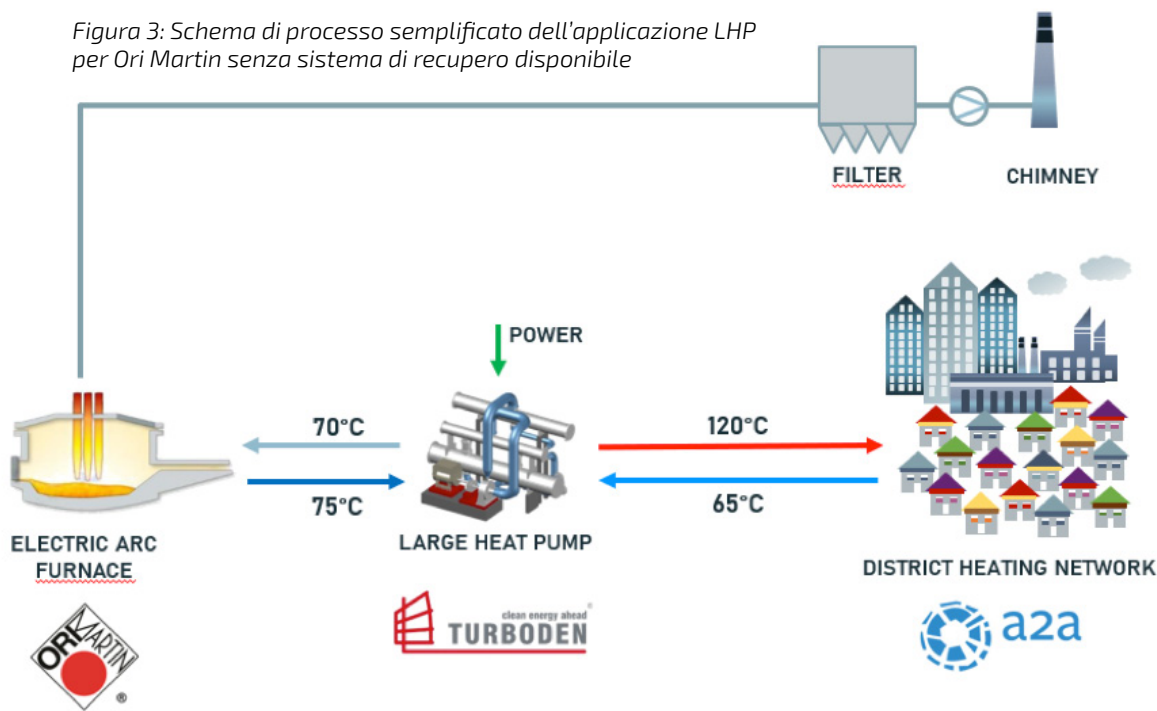 Figura 3: Schema di processo semplificato dell'applicazione LHP
per Ori Martin senza sistema di recupero disponibile
FILTER
CHIMNEY
POWER
70°C
120°C
75°C
65°C
ELECTRIC ARC
FURNACE
LARGE HEAT PUMP
DISTRICT HEATING NETWORK
ORI MARTIN
®
clean energy ahead
®
TURBODEN
a2a